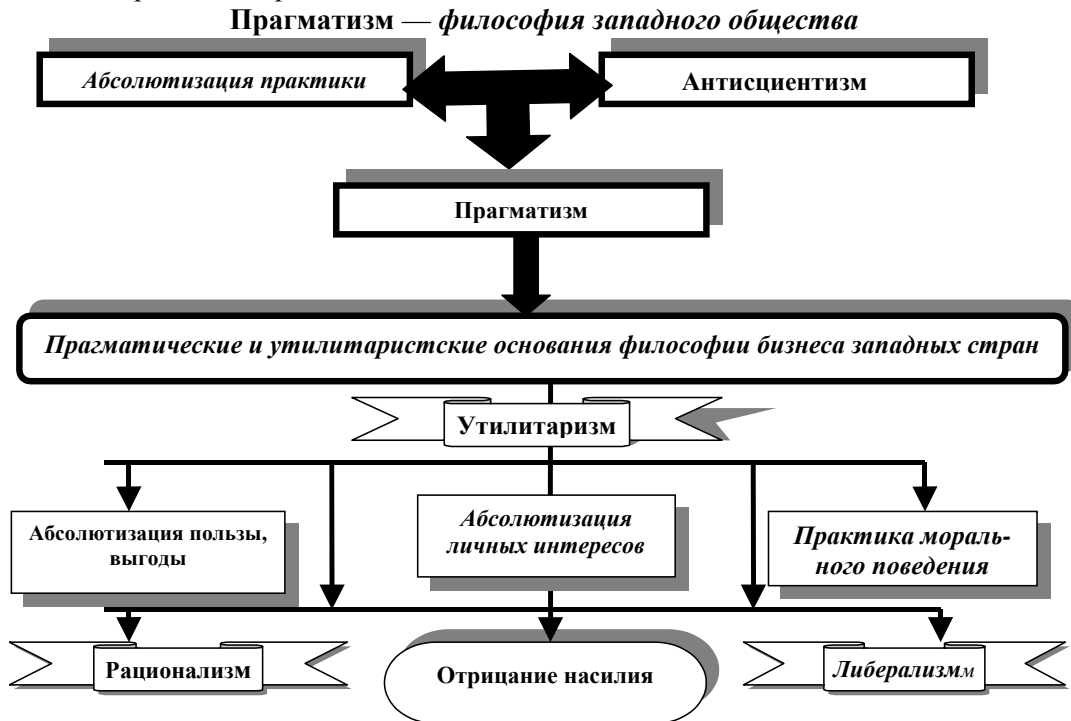 Прагматизм — философия западного общества
Абсолютизация практики
Антисциентизм
Прагматизм
Прагматические и утилитаристские основания философии бизнеса западных стран
Утилитаризм
Абсолютизация пользы,
выгоды
Абсолютизация
личных интересов
Практика мораль-
ного поведения
Рационализм
Отрицание насилия
Либерализмм